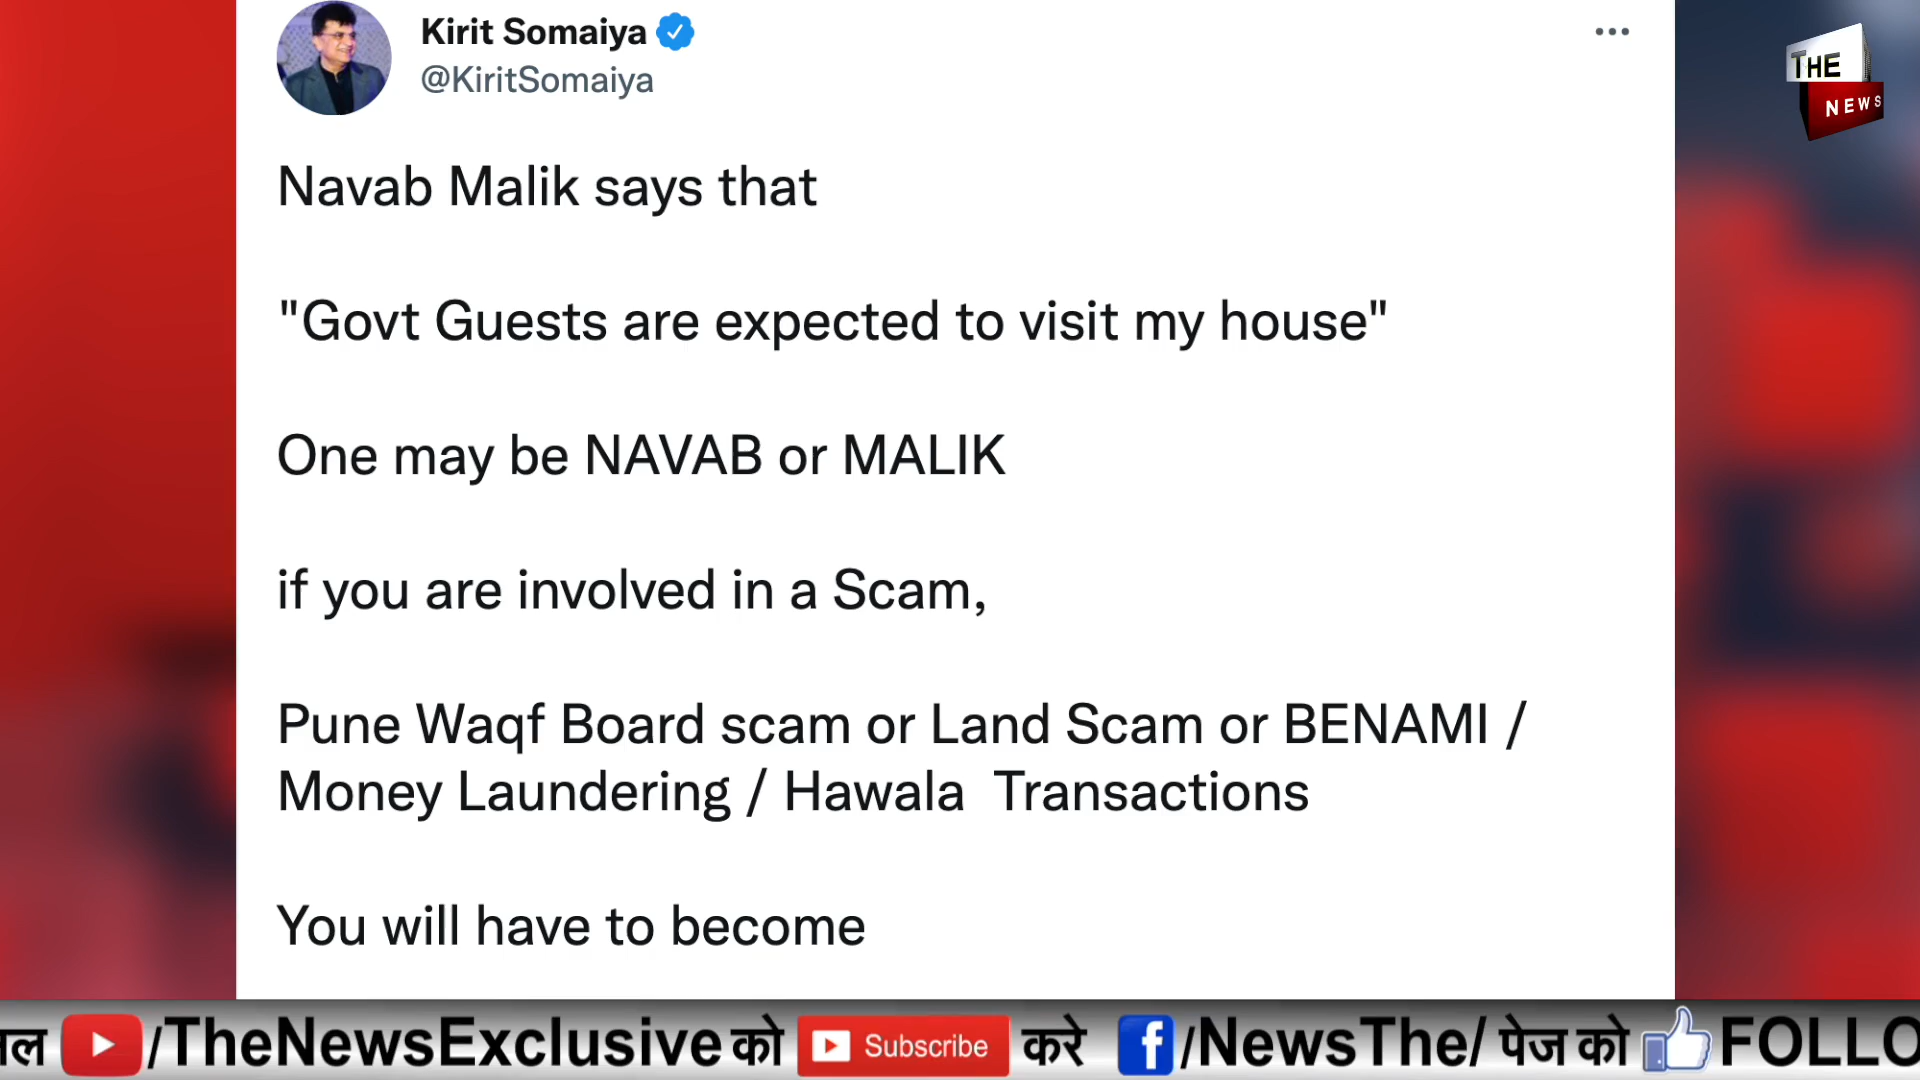 Kirit Somaiya
@KiritSomaiya
THE
NEWS
Navab Malik says that
"Govt Guests are expected to visit my house"
One may be NAVAB or MALIK
if you are involved in a Scam,
Pune Waqf Board scam or Land Scam or BENAMI /
Money Laundering / Hawala Transactions
You will have to become
/TheNewsExclusive को Subscribe करे /NewsThe/ पेज को